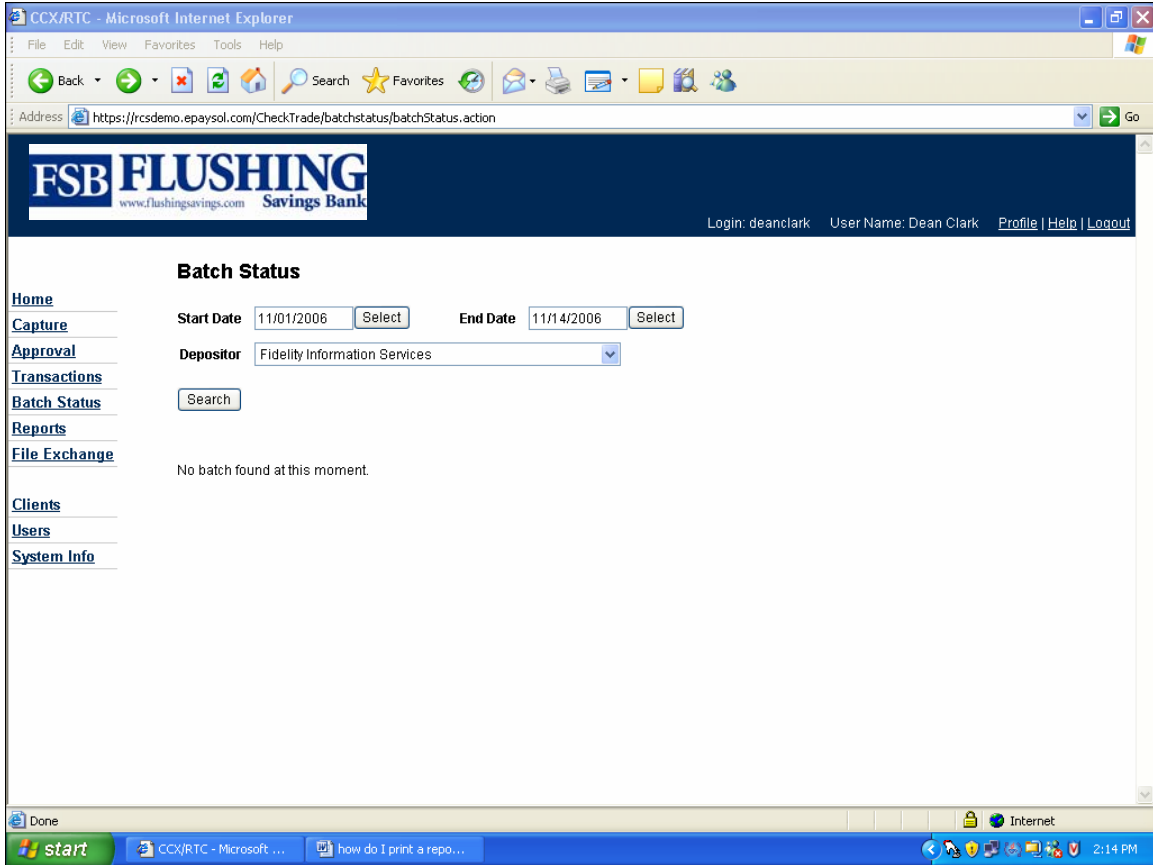 CCX/RTC - Microsoft Internet Explorer
File Edit View Favorites Tools Help
Back Search Favorites
Address https://rcsdemo.epaysol.com/CheckTrade/batchstatus/batchStatus.action Go
FSB FLUSHING
www.flushingsavings.com Savings Bank
Login: deanclark User Name: Dean Clark Profile | Help | Logout
Batch Status
Home
Start Date 11/01/2006 Select End Date 11/14/2006 Select
Capture
Approval
Depositor Fidelity Information Services
Transactions
Batch Status
Search
Reports
File Exchange
No batch found at this moment.
Clients
Users
System Info
Done Internet
start CCX/RTC - Microsoft ... how do I print a repo... 2:14 PM